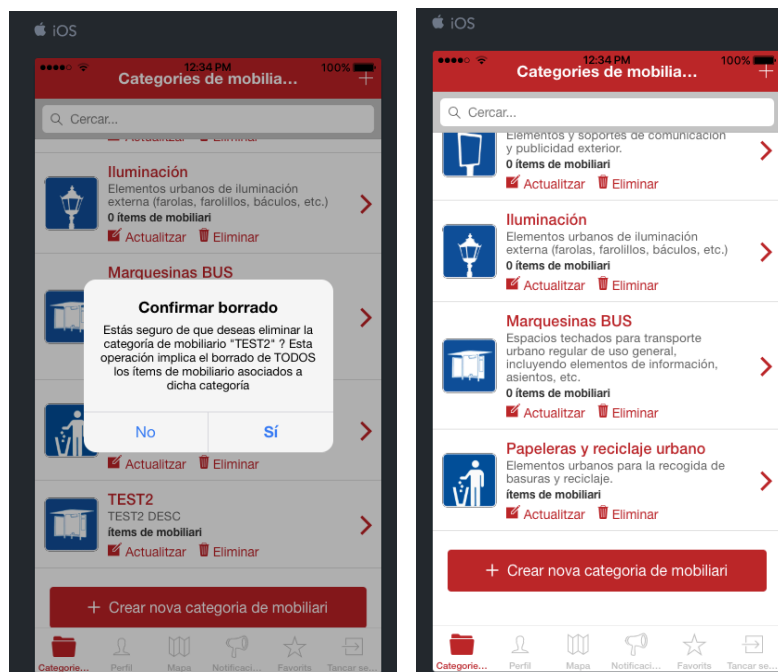 iOS
12:34 PM
100%
Categories de mobilia...
+
Cercar...
Actualitzar Eliminar
Iluminación
Elementos urbanos de iluminación
externa (farolas, farolillos, báculos, etc.)
0 ítems de mobiliari
Actualitzar Eliminar
Marquesinas BUS
Confirmar borrado
Estás seguro de que deseas eliminar la
categoría de mobiliario "TEST2" ? Esta
operación implica el borrado de TODOS
los ítems de mobiliario asociados a
dicha categoría
No Sí
Actualitzar Eliminar
TEST2
TEST2 DESC
ítems de mobiliari
Actualitzar Eliminar
+ Crear nova categoria de mobiliari
Categorie... Perfil Mapa Notificaci... Favorits Tancar se...
iOS
12:34 PM
100%
Categories de mobilia...
+
Cercar...
Elementos y soportes de comunicación
y publicidad exterior.
0 ítems de mobiliari
Actualitzar Eliminar
Iluminación
Elementos urbanos de iluminación
externa (farolas, farolillos, báculos, etc.)
0 ítems de mobiliari
Actualitzar Eliminar
Marquesinas BUS
Espacios techados para transporte
urbano regular de uso general,
incluyendo elementos de información,
asientos, etc.
0 ítems de mobiliari
Actualitzar Eliminar
Papeleras y reciclaje urbano
Elementos urbanos para la recogida de
basuras y reciclaje.
ítems de mobiliari
Actualitzar Eliminar
+ Crear nova categoria de mobiliari
Categorie... Perfil Mapa Notificaci... Favorits Tancar se...